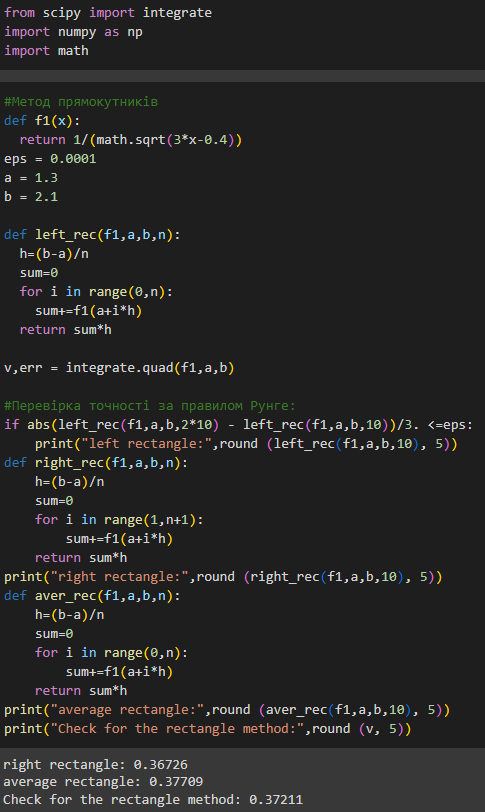 from scipy import integrate
import numpy as np
import math
#Метод прямокутників
def f1(x):
  return 1/(math.sqrt(3*x-0.4))
eps = 0.0001
a = 1.3
b = 2.1
def left_rec(f1,a,b,n):
  h=(b-a)/n
  sum=0
  for i in range(0,n):
    sum+=f1(a+i*h)
  return sum*h
v,err = integrate.quad(f1,a,b)
#Перевірка точності за правилом Рунге:
if abs(left_rec(f1,a,b,2*10) - left_rec(f1,a,b,10))/3. <=eps:
    print("left rectangle:",round (left_rec(f1,a,b,10), 5))
def right_rec(f1,a,b,n):
    h=(b-a)/n
    sum=0
    for i in range(1,n+1):
        sum+=f1(a+i*h)
    return sum*h
print("right rectangle:",round (right_rec(f1,a,b,10), 5))
def aver_rec(f1,a,b,n):
    h=(b-a)/n
    sum=0
    for i in range(0,n):
        sum+=f1(a+i*h)
    return sum*h
print("average rectangle:",round (aver_rec(f1,a,b,10), 5))
print("Check for the rectangle method:",round (v, 5))
right rectangle: 0.36726
average rectangle: 0.37709
Check for the rectangle method: 0.37211